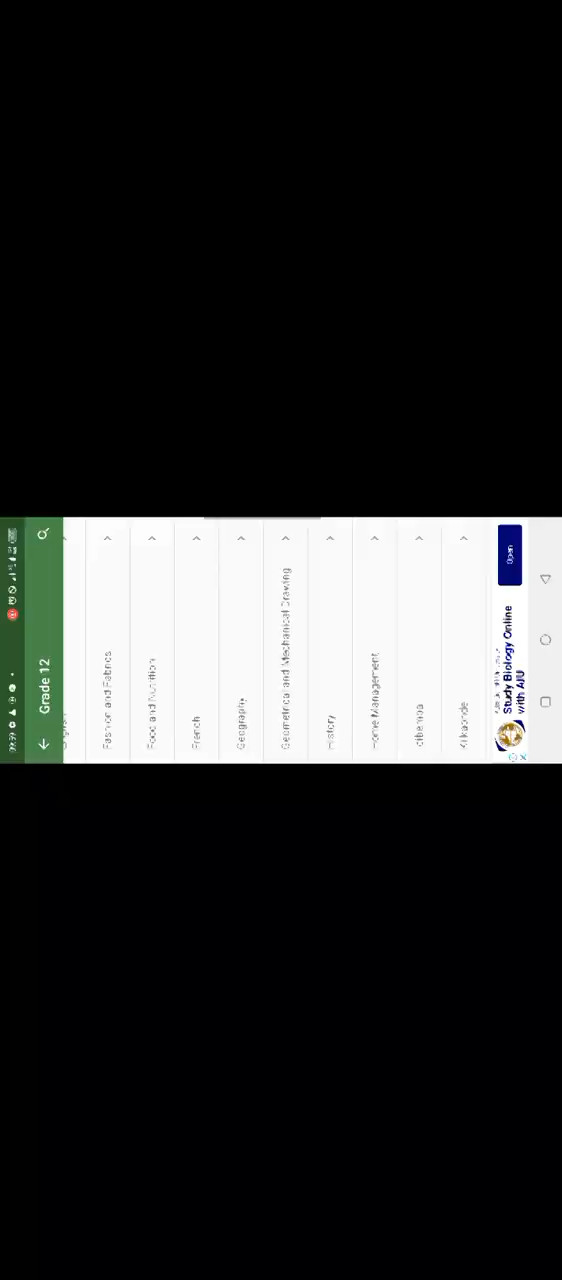 Grade 12
Fashion and Fabrics
Food and Nutrition
French
Geography
Geometrical and Mechanical Drawing
History
Home Management
Kikaonde
Study Biology Online
with AIU
Open